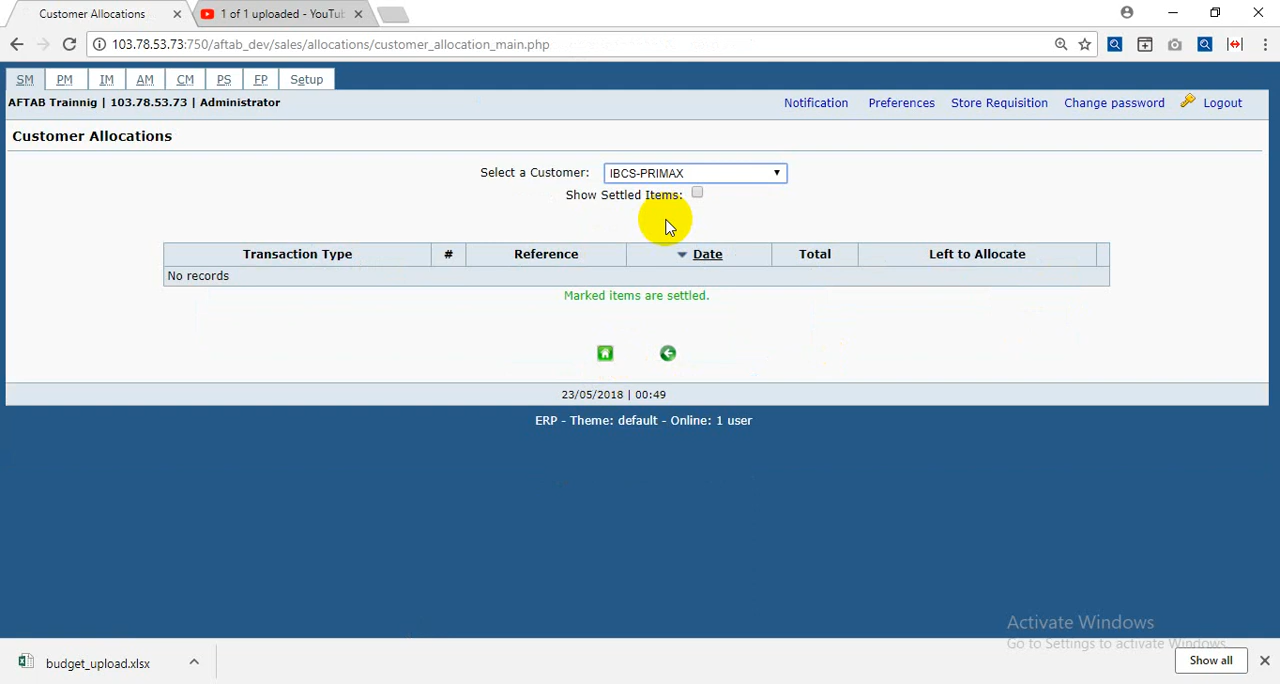 Customer Allocations
1 of 1 uploaded - YouTu
103.78.53.73:750/aftab_dev/sales/allocations/customer_allocation_main.php
SM PM IM AM CM PS FP Setup
AFTAB Trainnig | 103.78.53.73 | Administrator
Notification Preferences Store Requisition Change password Logout
Customer Allocations
Select a Customer: IBCS-PRIMAX
Show Settled Items:
Transaction Type # Reference Date Total Left to Allocate
No records
Marked items are settled.
23/05/2018 | 00:49
ERP - Theme: default - Online: 1 user
Activate Windows
Go to Settings to activate Windows.
budget_upload.xlsx
Show all